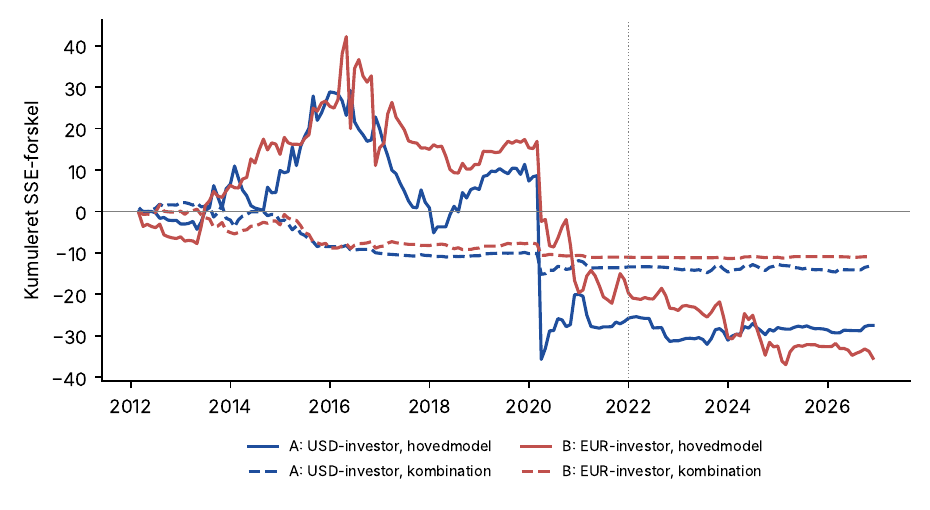 Kumuleret SSE-forskel
40
30
20
10
0
−10
−20
−30
−40
2012 2014 2016 2018 2020 2022 2024 2026
A: USD-investor, hovedmodel B: EUR-investor, hovedmodel
A: USD-investor, kombination B: EUR-investor, kombination